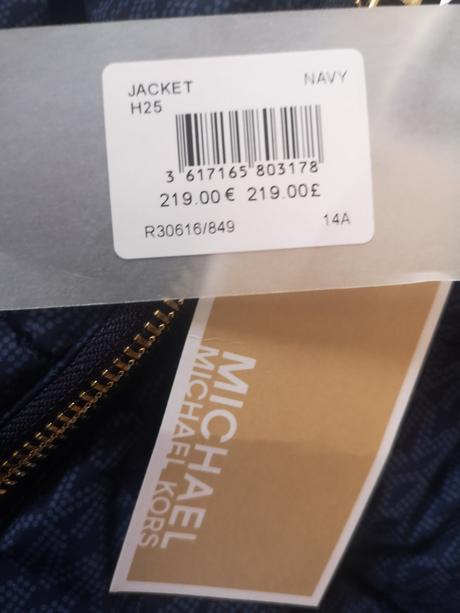 JACKET NAVY
H25
3 617165 803178
219.00€ 219.00£
R30616/849 14A
MICHAEL
MICHAEL KORS